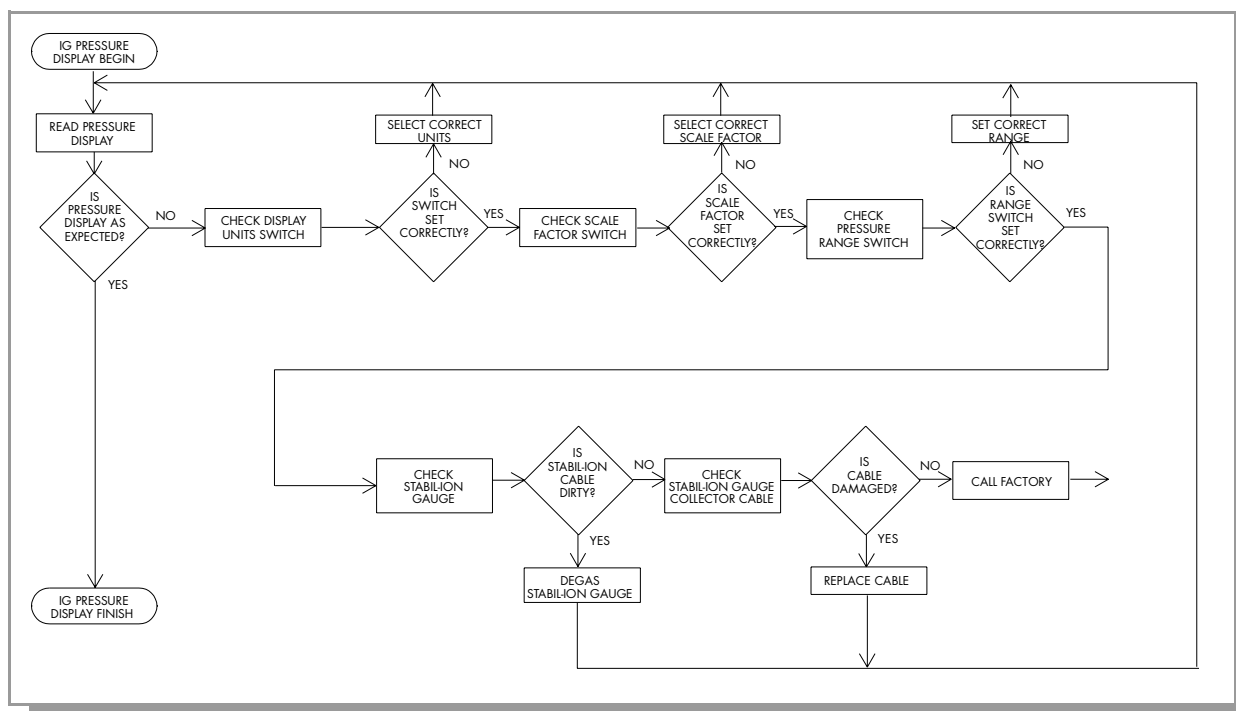 IG PRESSURE
DISPLAY BEGIN
READ PRESSURE
DISPLAY
IS
PRESSURE
DISPLAY AS
EXPECTED?
NO
YES
CHECK DISPLAY
UNITS SWITCH
SELECT CORRECT
UNITS
NO
IS
SWITCH
SET
CORRECTLY?
YES
CHECK SCALE
FACTOR SWITCH
SELECT CORRECT
SCALE FACTOR
NO
IS
SCALE
FACTOR
SET
CORRECTLY?
YES
CHECK
PRESSURE
RANGE SWITCH
SET CORRECT
RANGE
NO
IS
RANGE
SWITCH
SET
CORRECTLY?
YES
CHECK
STABIL-ION
GAUGE
IS
STABIL-ION
CABLE
DIRTY?
NO
YES
DEGAS
STABIL-ION GAUGE
CHECK
STABIL-ION GAUGE
COLLECTOR CABLE
IS
CABLE
DAMAGED?
NO
YES
REPLACE CABLE
CALL FACTORY
IG PRESSURE
DISPLAY FINISH